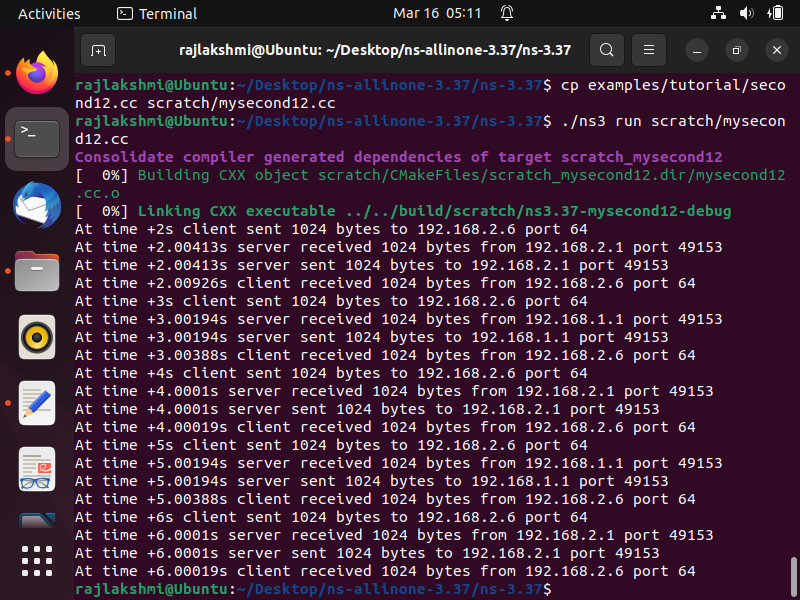 Activities
Terminal
Mar 16 05:11
rajlakshmi@Ubuntu: ~/Desktop/ns-allinone-3.37/ns-3.37
rajlakshmi@Ubuntu:~/Desktop/ns-allinone-3.37/ns-3.37$ cp examples/tutorial/seco
nd12.cc scratch/mysecond12.cc
rajlakshmi@Ubuntu:~/Desktop/ns-allinone-3.37/ns-3.37$ ./ns3 run scratch/mysecon
d12.cc
Consolidate compiler generated dependencies of target scratch_mysecond12
[  0%] Building CXX object scratch/CMakeFiles/scratch_mysecond12.dir/mysecond12
.cc.o
[  0%] Linking CXX executable ../../build/scratch/ns3.37-mysecond12-debug
At time +2s client sent 1024 bytes to 192.168.2.6 port 64
At time +2.00413s server received 1024 bytes from 192.168.2.1 port 49153
At time +2.00413s server sent 1024 bytes to 192.168.2.1 port 49153
At time +2.00926s client received 1024 bytes from 192.168.2.6 port 64
At time +3s client sent 1024 bytes to 192.168.2.6 port 64
At time +3.00194s server received 1024 bytes from 192.168.1.1 port 49153
At time +3.00194s server sent 1024 bytes to 192.168.1.1 port 49153
At time +3.00388s client received 1024 bytes from 192.168.2.6 port 64
At time +4s client sent 1024 bytes to 192.168.2.6 port 64
At time +4.0001s server received 1024 bytes from 192.168.2.1 port 49153
At time +4.0001s server sent 1024 bytes to 192.168.2.1 port 49153
At time +4.00019s client received 1024 bytes from 192.168.2.6 port 64
At time +5s client sent 1024 bytes to 192.168.2.6 port 64
At time +5.00194s server received 1024 bytes from 192.168.1.1 port 49153
At time +5.00194s server sent 1024 bytes to 192.168.1.1 port 49153
At time +5.00388s client received 1024 bytes from 192.168.2.6 port 64
At time +6s client sent 1024 bytes to 192.168.2.6 port 64
At time +6.0001s server received 1024 bytes from 192.168.2.1 port 49153
At time +6.0001s server sent 1024 bytes to 192.168.2.1 port 49153
At time +6.00019s client received 1024 bytes from 192.168.2.6 port 64
rajlakshmi@Ubuntu:~/Desktop/ns-allinone-3.37/ns-3.37$